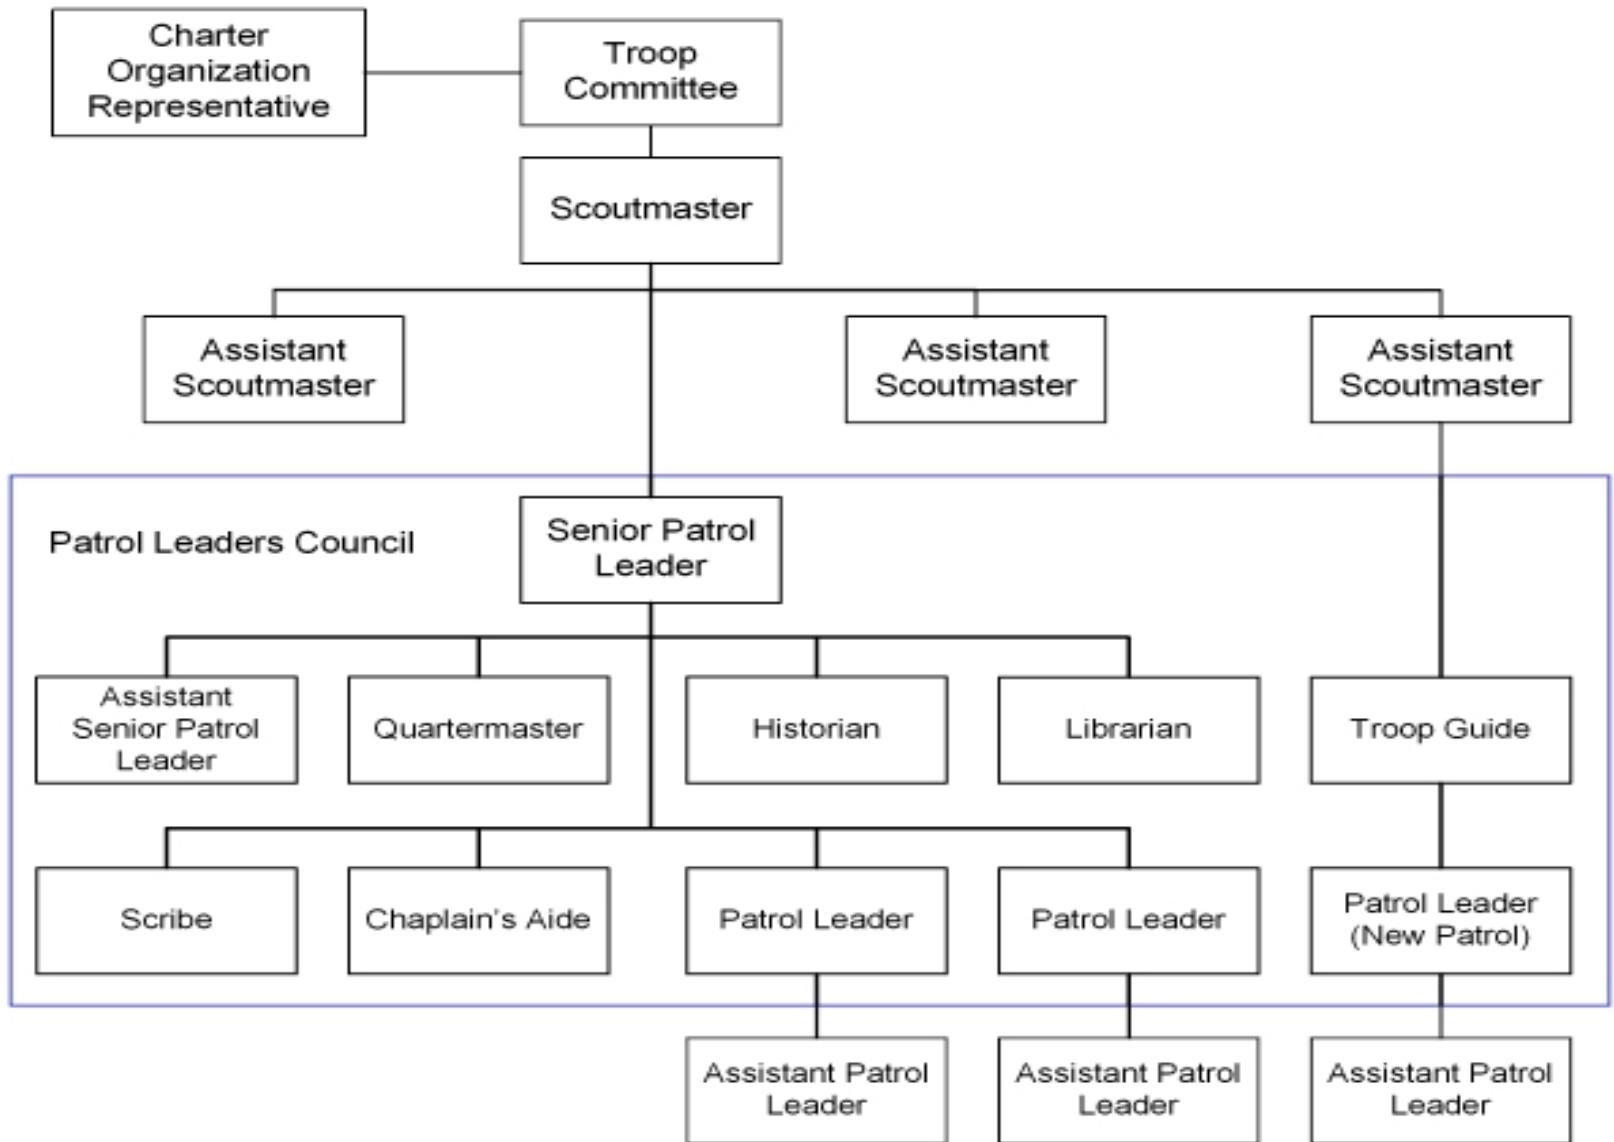 Charter
Organization
Representative
Troop
Committee
Scoutmaster
Assistant
Scoutmaster
Assistant
Scoutmaster
Assistant
Scoutmaster
Patrol Leaders Council
Senior Patrol
Leader
Assistant
Senior Patrol
Leader
Quartermaster
Historian
Librarian
Troop Guide
Scribe
Chaplain's Aide
Patrol Leader
Patrol Leader
Patrol Leader
(New Patrol)
Assistant Patrol
Leader
Assistant Patrol
Leader
Assistant Patrol
Leader